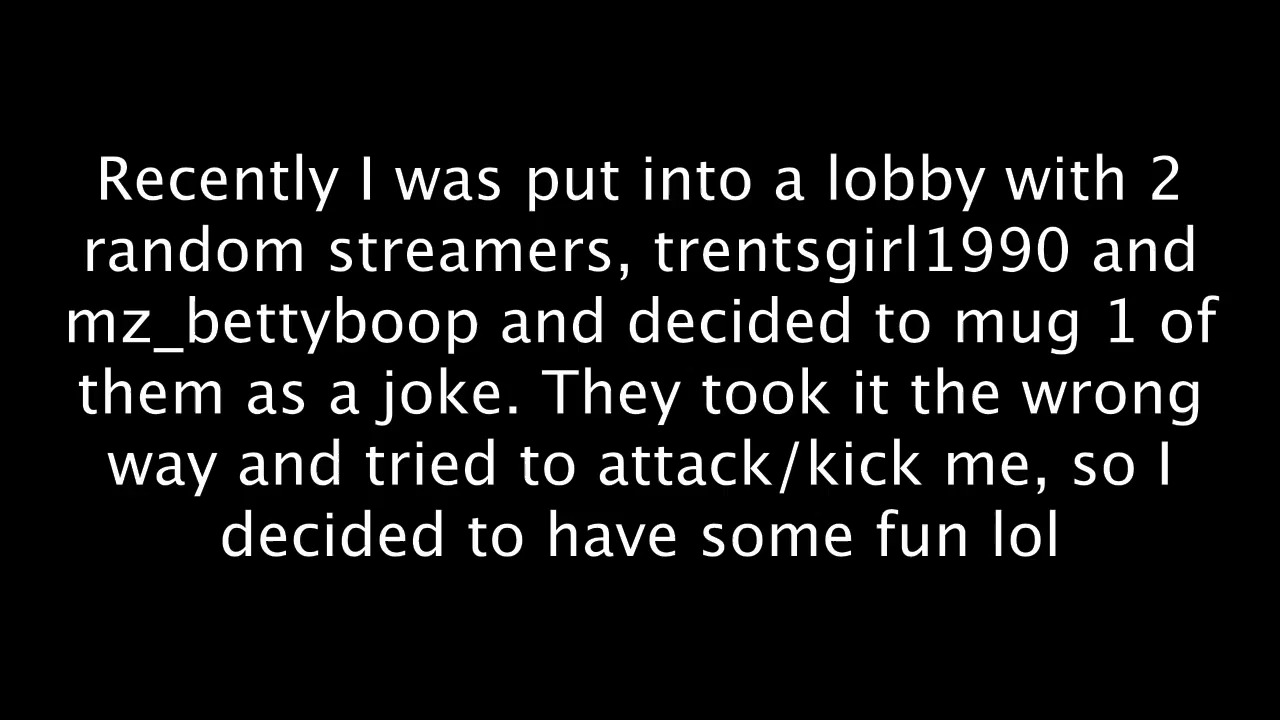 Recently I was put into a lobby with 2
random streamers, trentsgirl1990 and
mz_bettyboop and decided to mug 1 of
them as a joke. They took it the wrong
way and tried to attack/kick me, so I
decided to have some fun lol